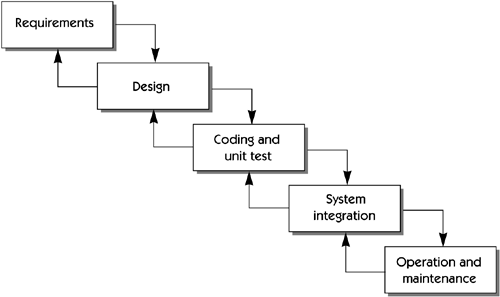 Requirements
Design
Coding and
unit test
System
integration
Operation and
maintenance